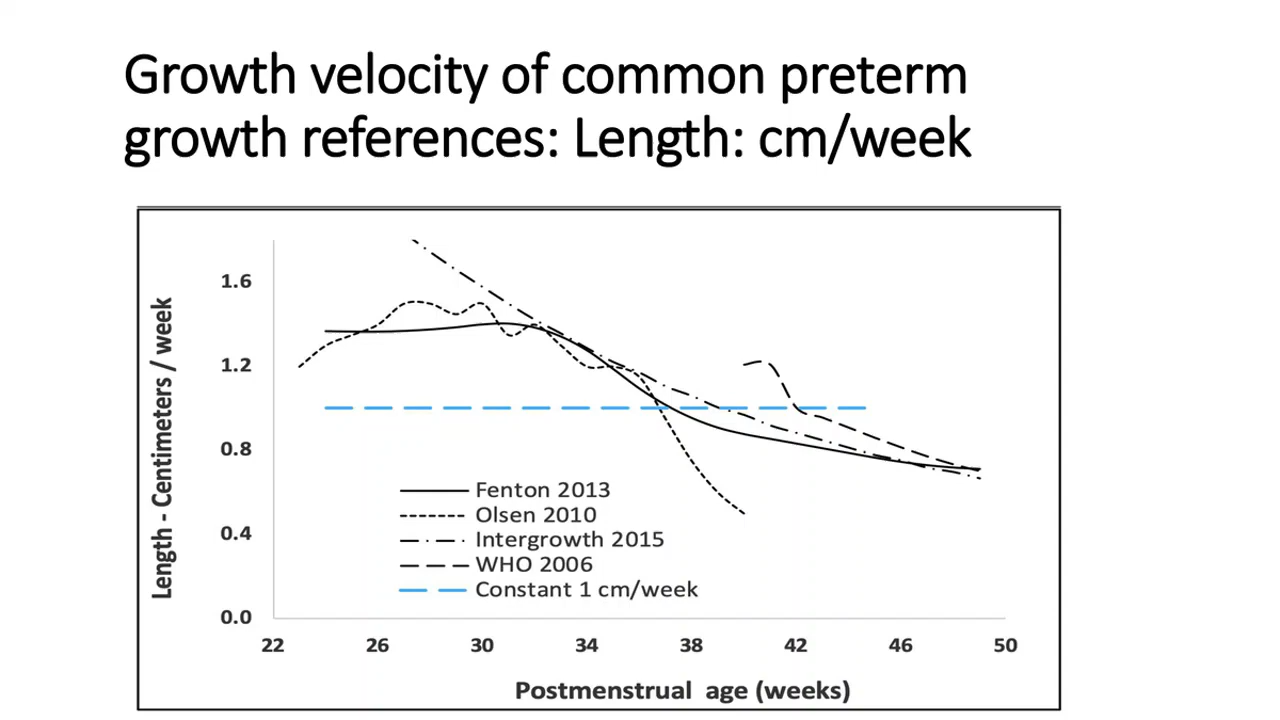 Growth velocity of common preterm
growth references: Length: cm/week
Length - Centimeters / week
1.6
1.2
0.8
0.4
0.0
Fenton 2013
Olsen 2010
Intergrowth 2015
WHO 2006
Constant 1 cm/week
22 26 30 34 38 42 46 50
Postmenstrual age (weeks)